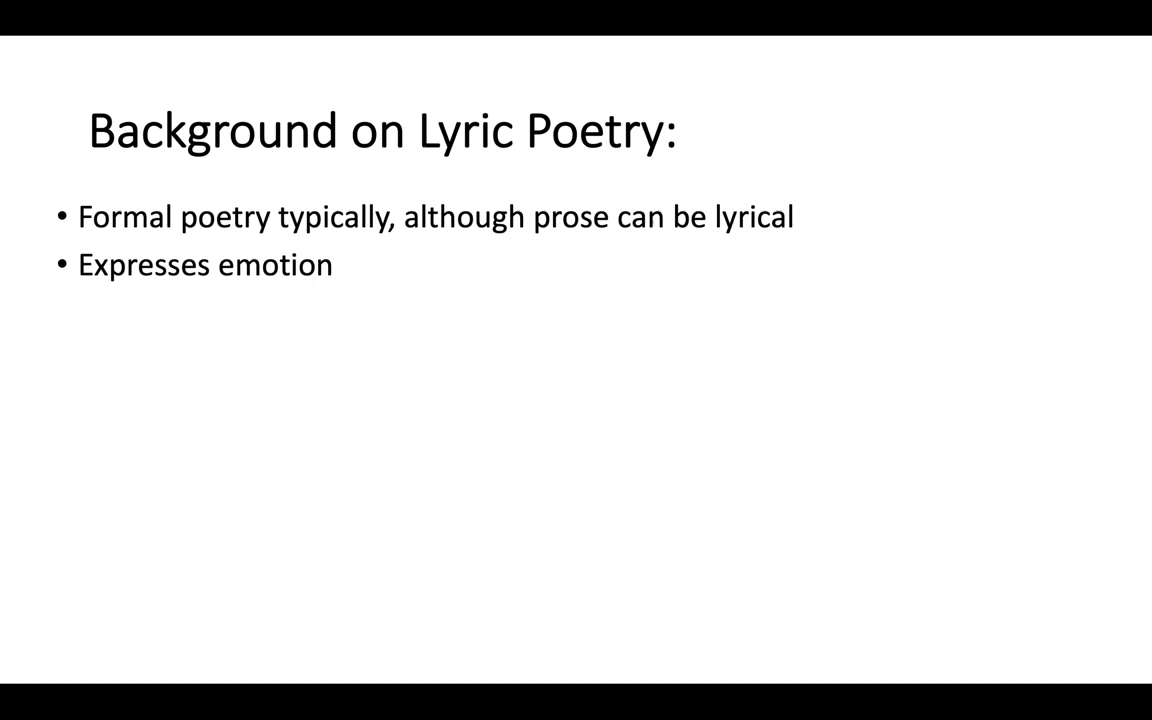 Background on Lyric Poetry:
• Formal poetry typically, although prose can be lyrical
• Expresses emotion